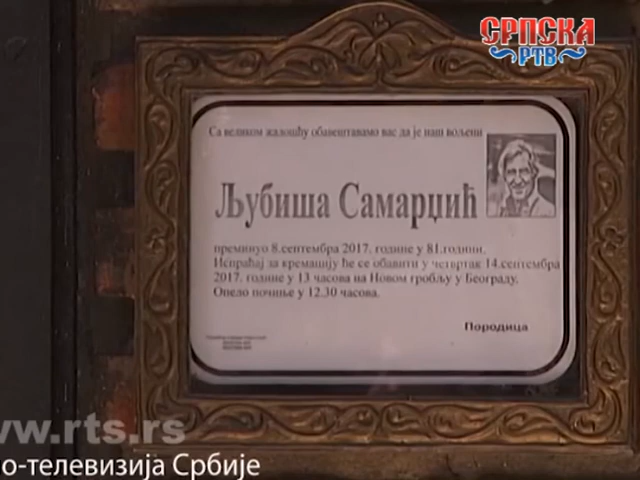 СРПСКА
РТВ
Са великом жалошћу обавештавамо вас да је наш вољени
Љубиша Самарџић
преминуо 8.септембра 2017. године у 81.години.
Испраћај за кремацију ће се обавити у четвртак 14.септембра
2017. године у 13 часова на Новом гробљу у Београду.
Опело почиње у 12.30 часова.
Породица
www.rts.rs
о-телевизија Србије